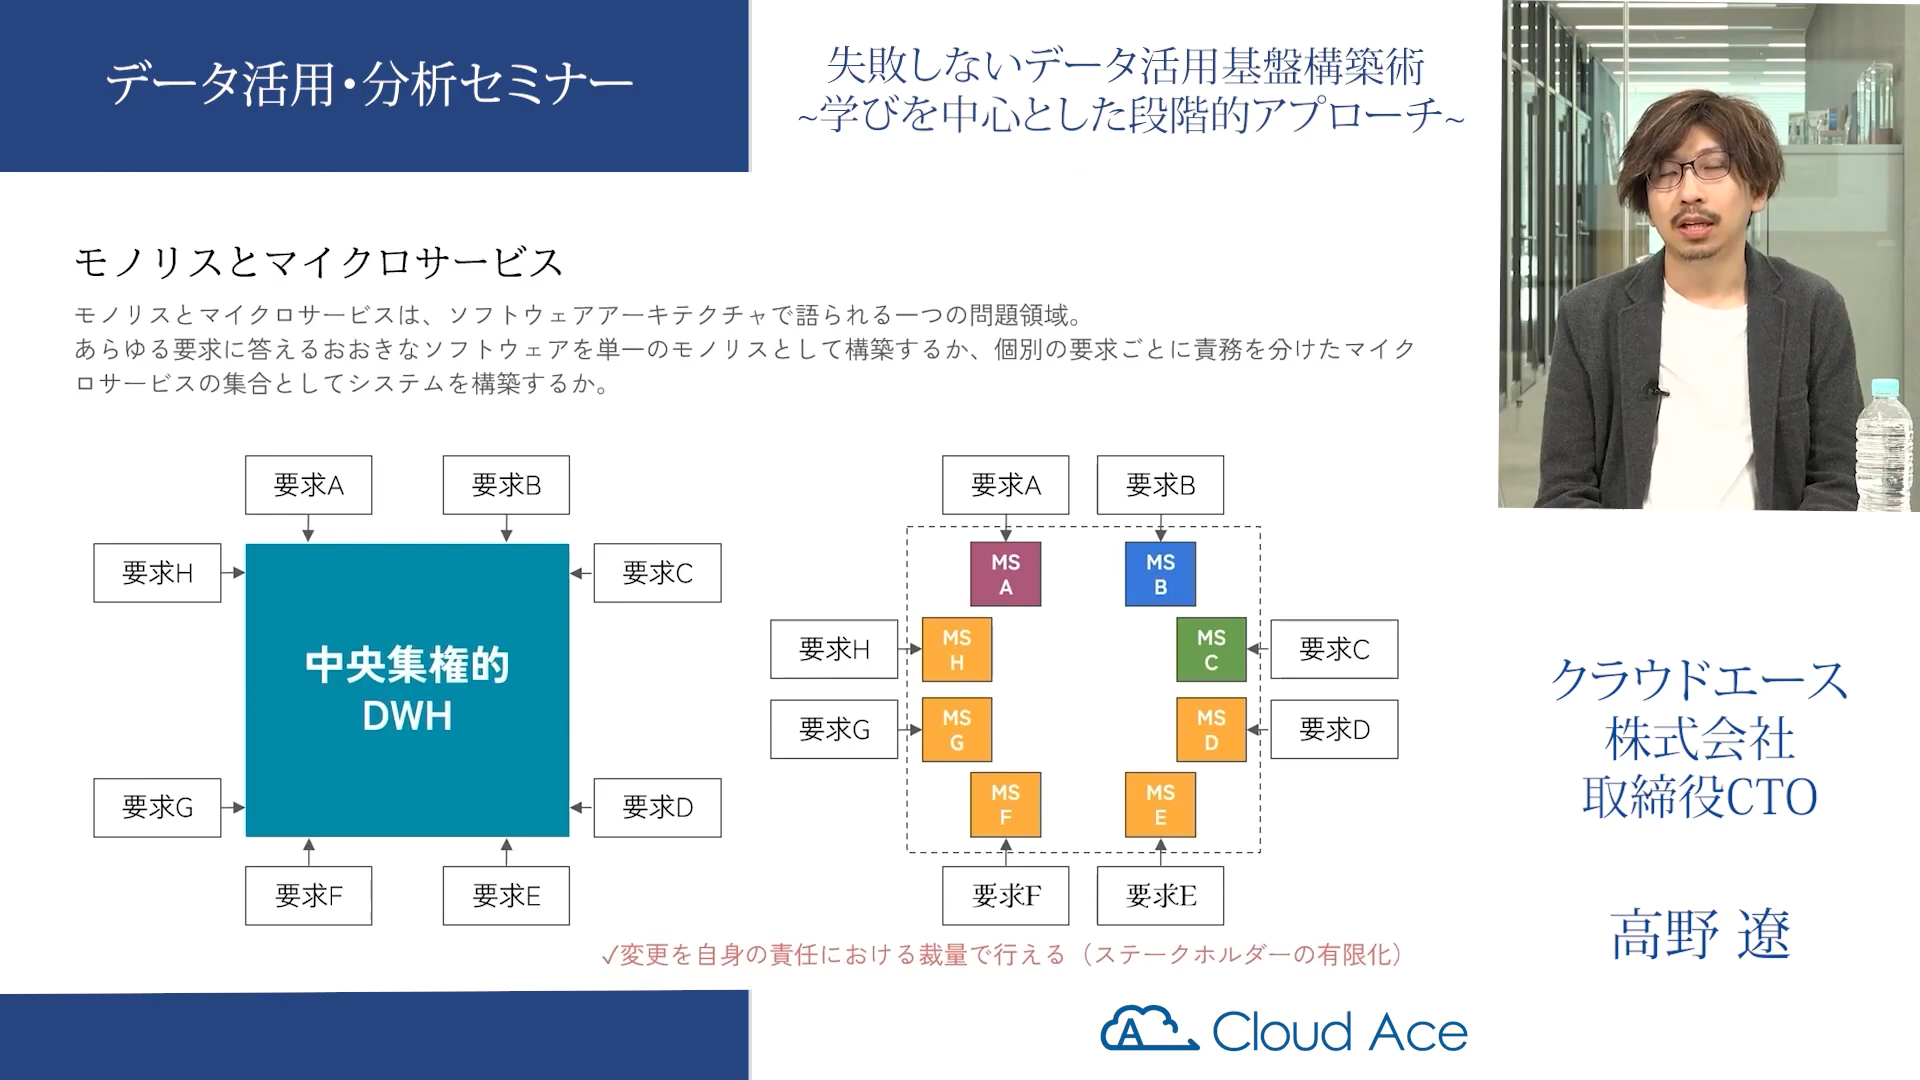 データ活用・分析セミナー
失敗しないデータ活用基盤構築術
~学びを中心とした段階的アプローチ~
モノリスとマイクロサービス
モノリスとマイクロサービスは、ソフトウェアアーキテクチャで語られる一つの問題領域。
あらゆる要求に答えるおおきなソフトウェアを単一のモノリスとして構築するか、個別の要求ごとに責務を分けたマイク
ロサービスの集合としてシステムを構築するか。
要求A
要求B
要求H
要求C
中央集権的
DWH
要求G
要求D
要求F
要求E
要求A
要求B
MS
A
MS
B
要求H
MS
H
MS
C
要求C
要求G
MS
G
MS
D
要求D
MS
F
MS
E
要求F
要求E
✓変更を自身の責任における裁量で行える（ステークホルダーの有限化）
クラウドエース
株式会社
取締役CTO
高野 遼
A
Cloud Ace